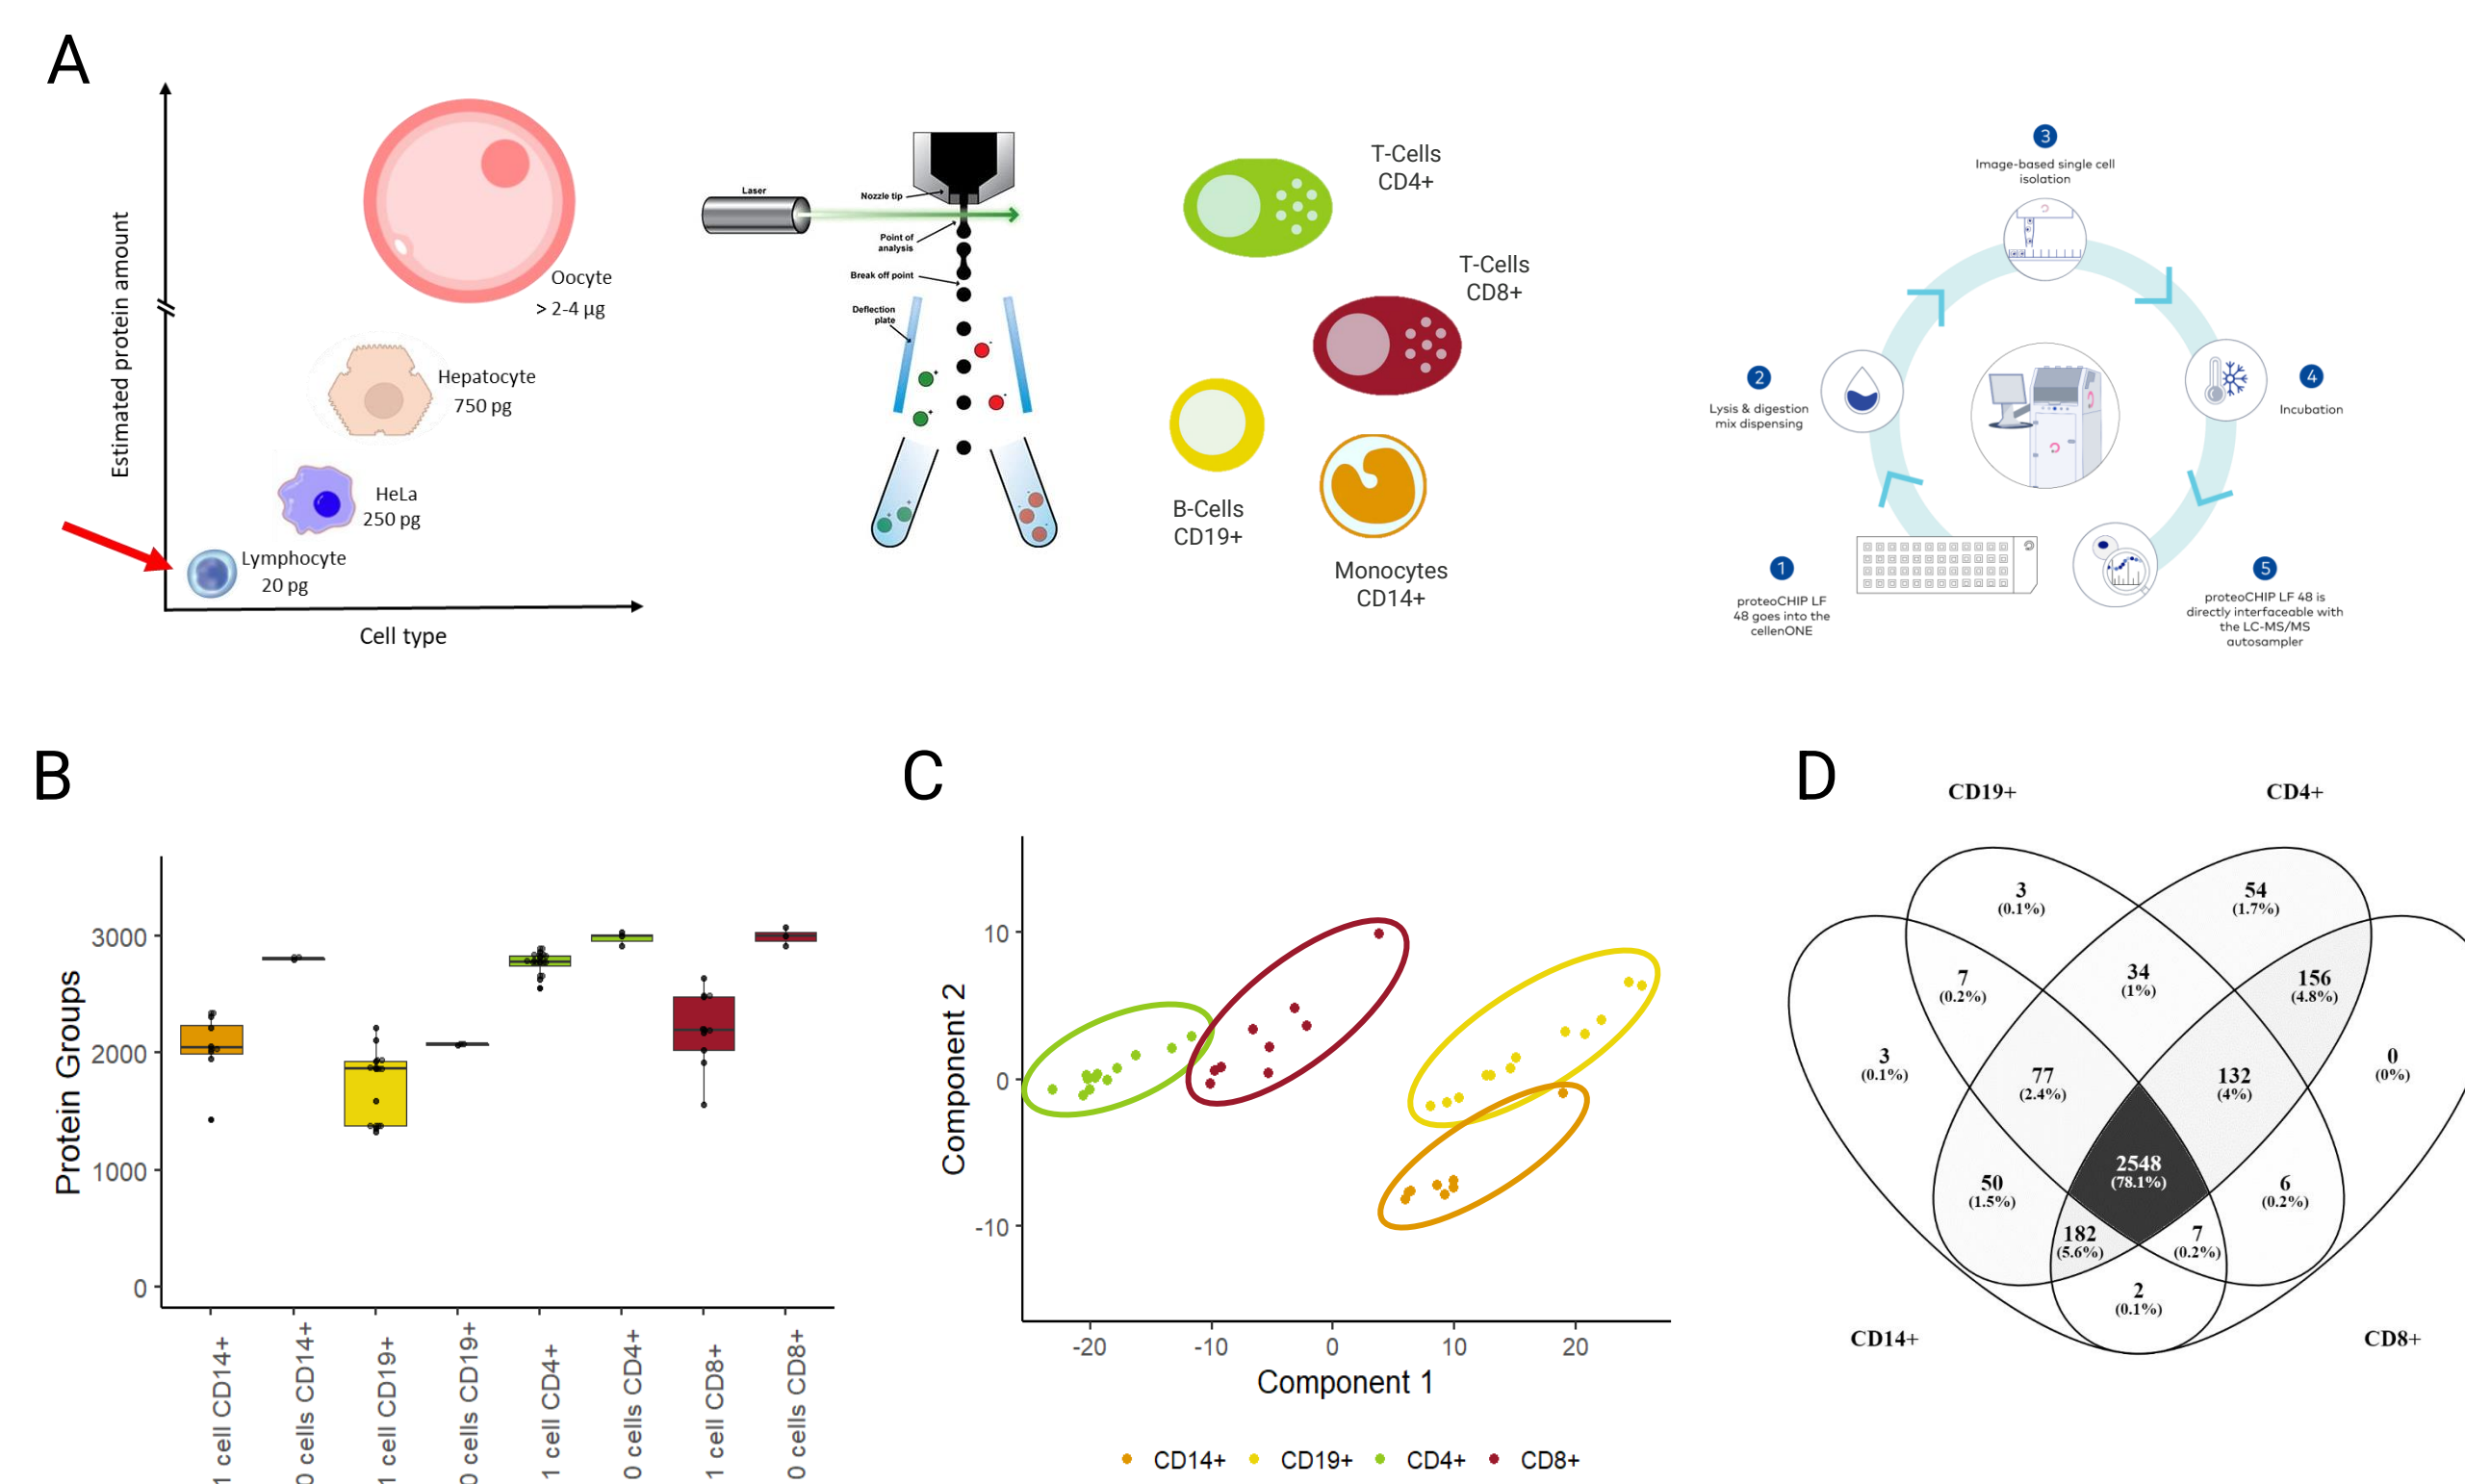 A
Estimated protein amount
Cell type
Oocyte
> 2-4 µg
Hepatocyte
750 pg
HeLa
250 pg
Lymphocyte
20 pg
Laser
Nozzle tip
Point of
analysis
Break off point
Deflection
plate
T-Cells
CD4+
T-Cells
CD8+
B-Cells
CD19+
Monocytes
CD14+
3
Image-based single cell
isolation
2
Lysis & digestion
mix dispensing
4
Incubation
1
proteoCHIP LF
48 goes into the
cellenONE
5
proteoCHIP LF 48 is
directly interfaceable with
the LC-MS/MS
autosampler
B
Protein Groups
3000
2000
1000
0
1 cell CD14+
0 cells CD14+
1 cell CD19+
0 cells CD19+
1 cell CD4+
0 cells CD4+
1 cell CD8+
0 cells CD8+
C
Component 2
10
0
-10
-20
-10
0
10
20
Component 1
CD14+
CD19+
CD4+
CD8+
D
CD19+
CD4+
3
(0.1%)
54
(1.7%)
7
(0.2%)
34
(1%)
156
(4.8%)
3
(0.1%)
77
(2.4%)
132
(4%)
0
(0%)
2548
(78.1%)
50
(1.5%)
6
(0.2%)
182
(5.6%)
7
(0.2%)
2
(0.1%)
CD14+
CD8+